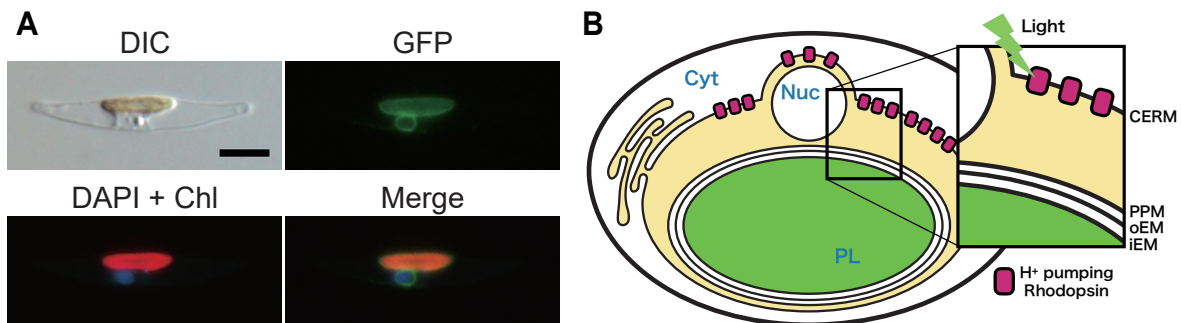 A
DIC
GFP
DAPI + Chl
Merge
B
Light
Cyt
Nuc
CERM
PPM
oEM
iEM
PL
H⁺ pumping
Rhodopsin